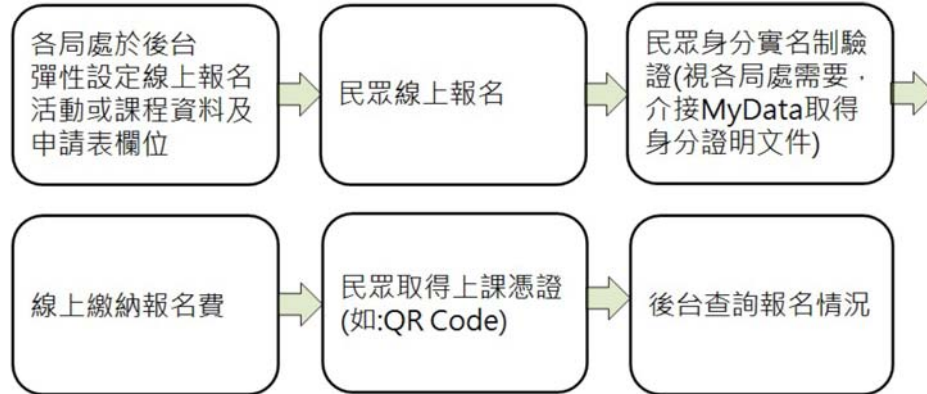 各局處於後台
彈性設定線上報名
活動或課程資料及
申請表欄位
民眾線上報名
民眾身分實名制驗
證(視各局處需要，
介接MyData取得
身分證明文件)
線上繳納報名費
民眾取得上課憑證
(如:QR Code)
後台查詢報名情況